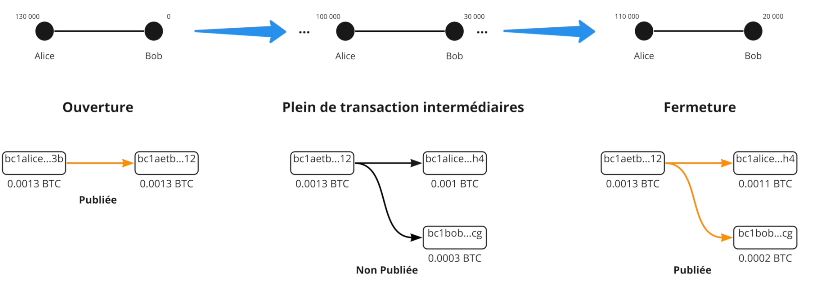 130 000
0
...
100 000
30 000
...
110 000
20 000
Alice
Bob
Alice
Bob
Alice
Bob
Ouverture
Plein de transaction intermédiaires
Fermeture
bc1alice...3b
bc1aetb...12
bc1aetb...12
bc1alice...h4
bc1aetb...12
bc1alice...h4
0.0013 BTC
0.0013 BTC
0.0013 BTC
0.001 BTC
0.0013 BTC
0.0011 BTC
Publiée
bc1bob...cg
bc1bob...cg
0.0003 BTC
0.0002 BTC
Non Publiée
Publiée